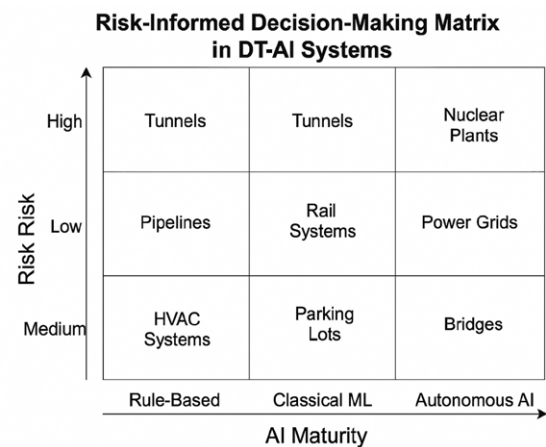 Risk-Informed Decision-Making Matrix
in DT-AI Systems
High
Tunnels
Tunnels
Nuclear
Plants
Risk Risk
Low
Pipelines
Rail
Systems
Power Grids
Medium
HVAC
Systems
Parking
Lots
Bridges
Rule-Based
Classical ML
Autonomous AI
AI Maturity